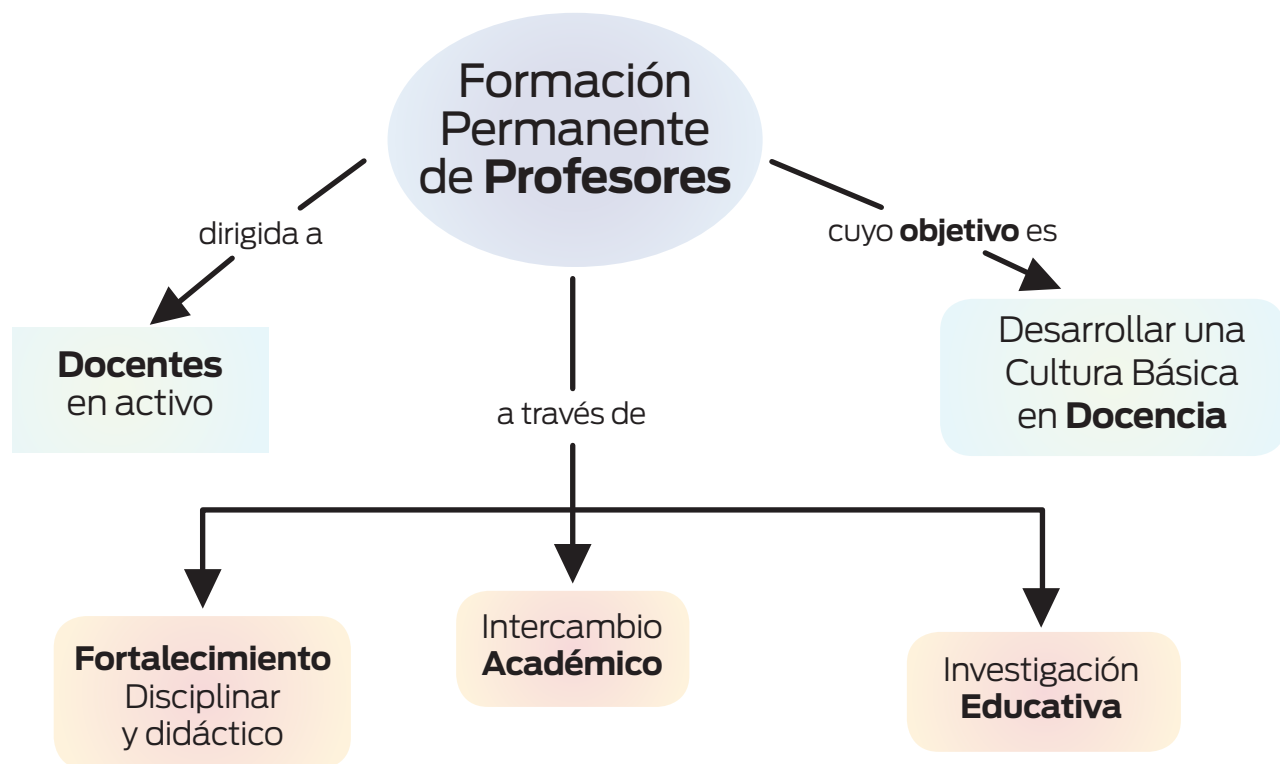 Formación
Permanente
de Profesores
dirigida a
cuyo objetivo es
Docentes
en activo
Desarrollar una
Cultura Básica
en Docencia
a través de
Fortalecimiento
Disciplinar
y didáctico
Intercambio
Académico
Investigación
Educativa